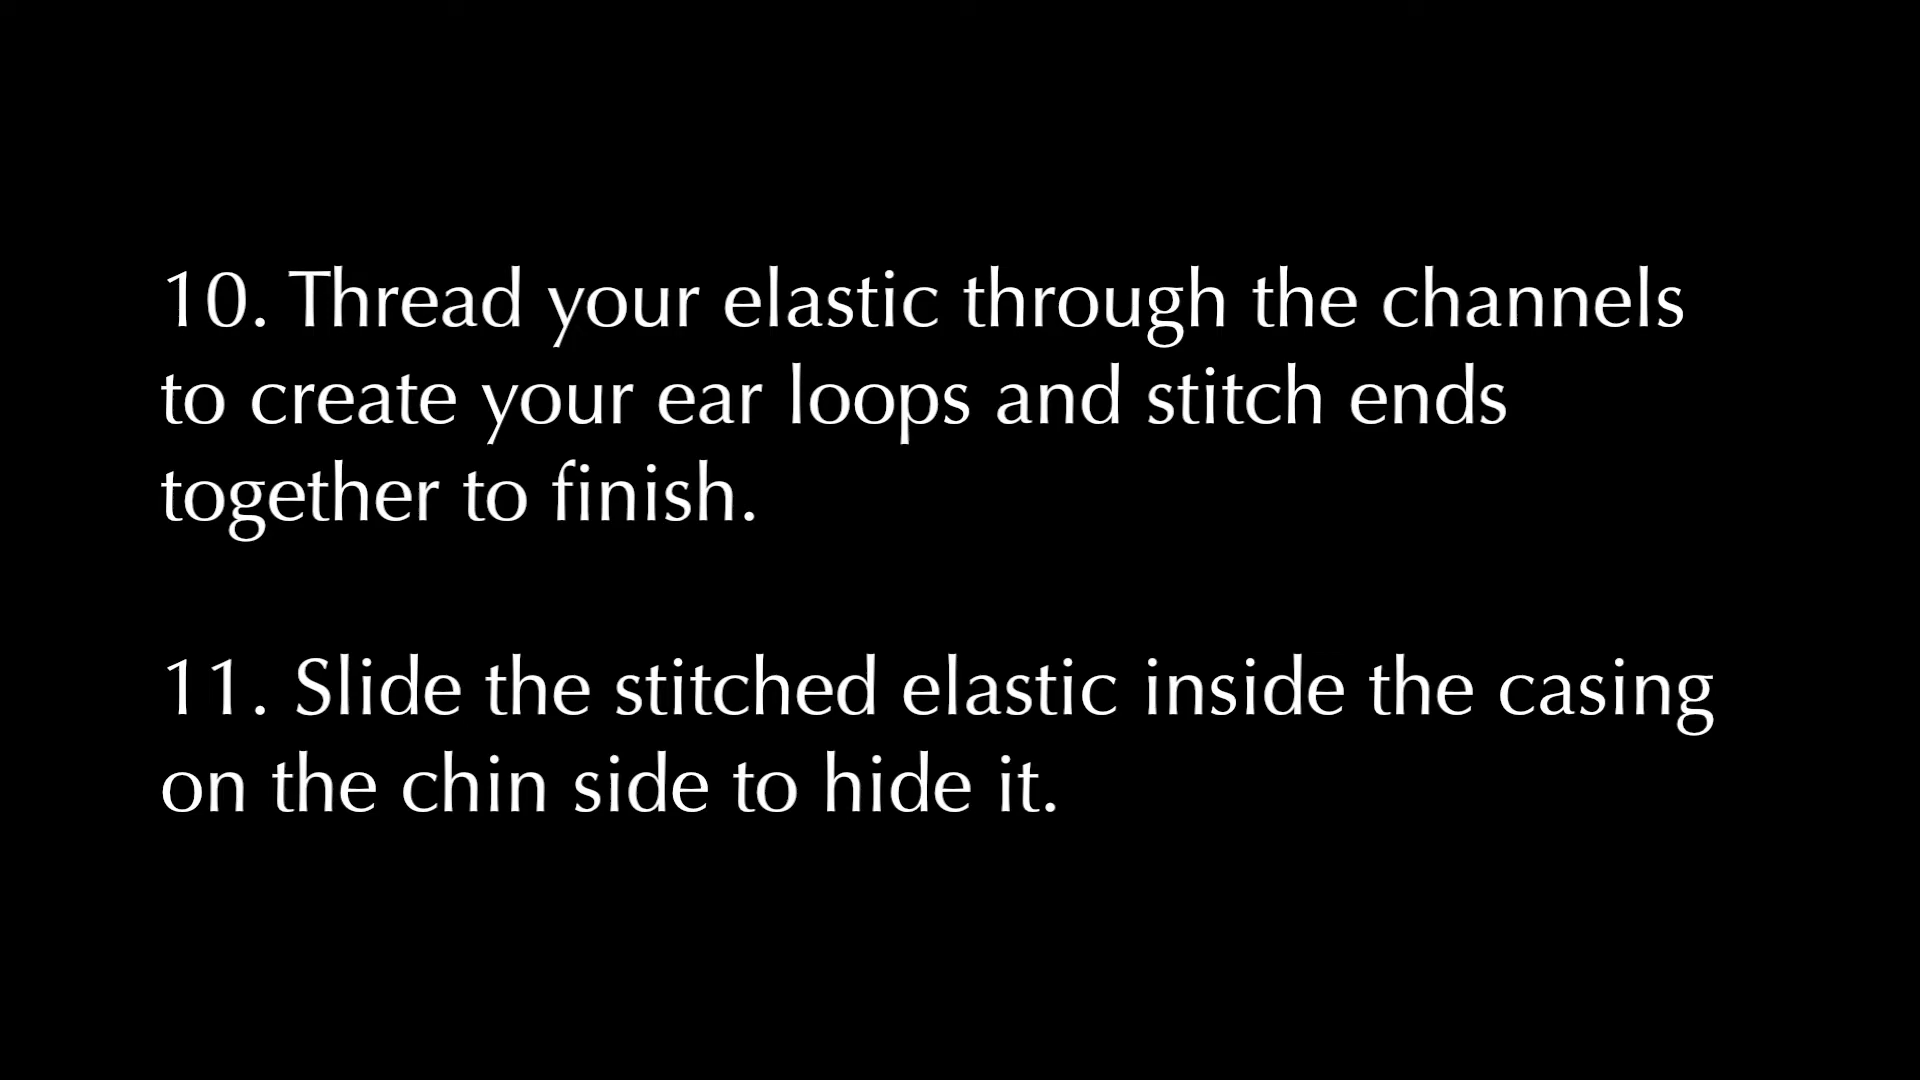 10. Thread your elastic through the channels
to create your ear loops and stitch ends
together to finish.
11. Slide the stitched elastic inside the casing
on the chin side to hide it.